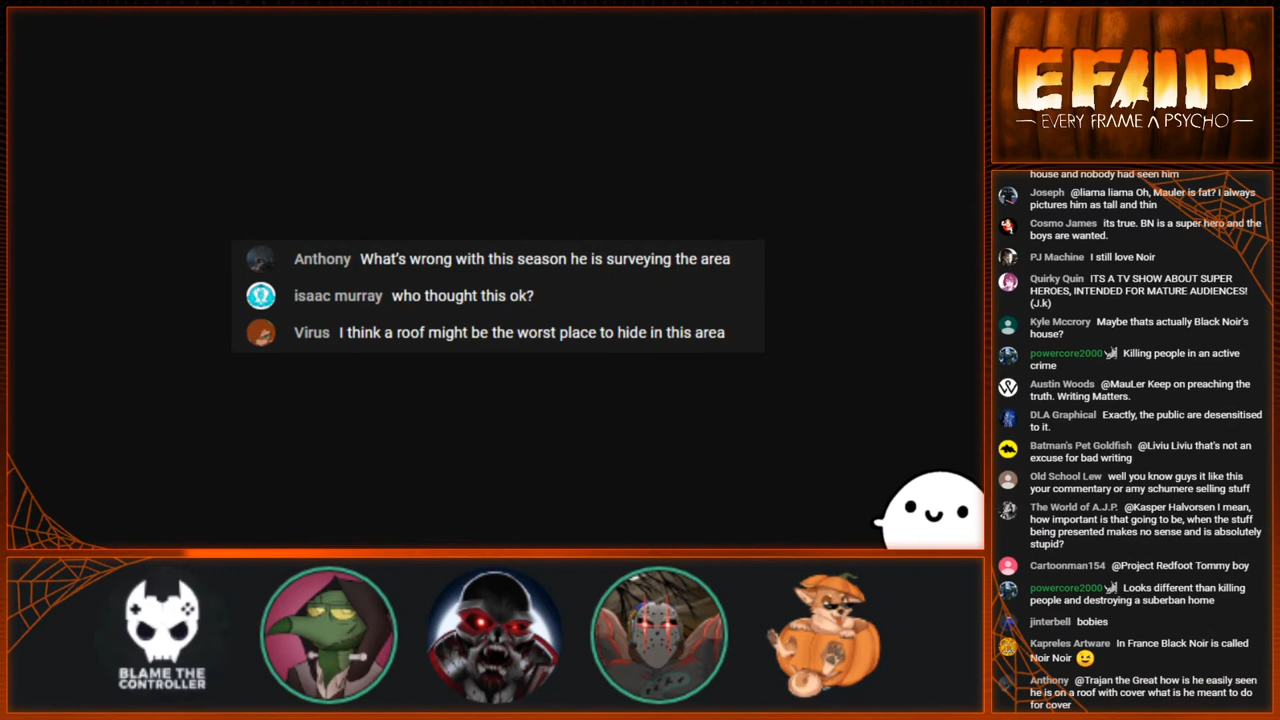 Anthony What's wrong with this season he is surveying the area
isaac murray who thought this ok?
Virus I think a roof might be the worst place to hide in this area
BLAME THE
CONTROLLER
EFAP
EVERY FRAME A PSYCHO
house and nobody had seen him
Joseph @liama liama Oh, Mauler is fat? I always
pictures him as tall and thin
Cosmo James its true. BN is a super hero and the
boys are wanted.
PJ Machine I still love Noir
Quirky Quin ITS A TV SHOW ABOUT SUPER
HEROES, INTENDED FOR MATURE AUDIENCES!
(J.k)
Kyle Mccrory Maybe thats actually Black Noir's
house?
powercore2000 Killing people in an active
crime
Austin Woods @MauLer Keep on preaching the
truth. Writing Matters.
DLA Graphical Exactly, the public are desensitised
to it.
Batman's Pet Goldfish @Liviu Liviu that's not an
excuse for bad writing
Old School Lew well you know guys it like this
your commentary or amy schumere selling stuff
The World of A.J.P. @Kasper Halvorsen I mean,
how important is that going to be, when the stuff
being presented makes no sense and is absolutely
stupid?
Cartoonman154 @Project Redfoot Tommy boy
powercore2000 Looks different than killing
people and destroying a suberban home
jinterbell bobies
Kapreles Artware In France Black Noir is called
Noir Noir 😉
Anthony @Trajan the Great how is he easily seen
he is on a roof with cover what is he meant to do
for cover